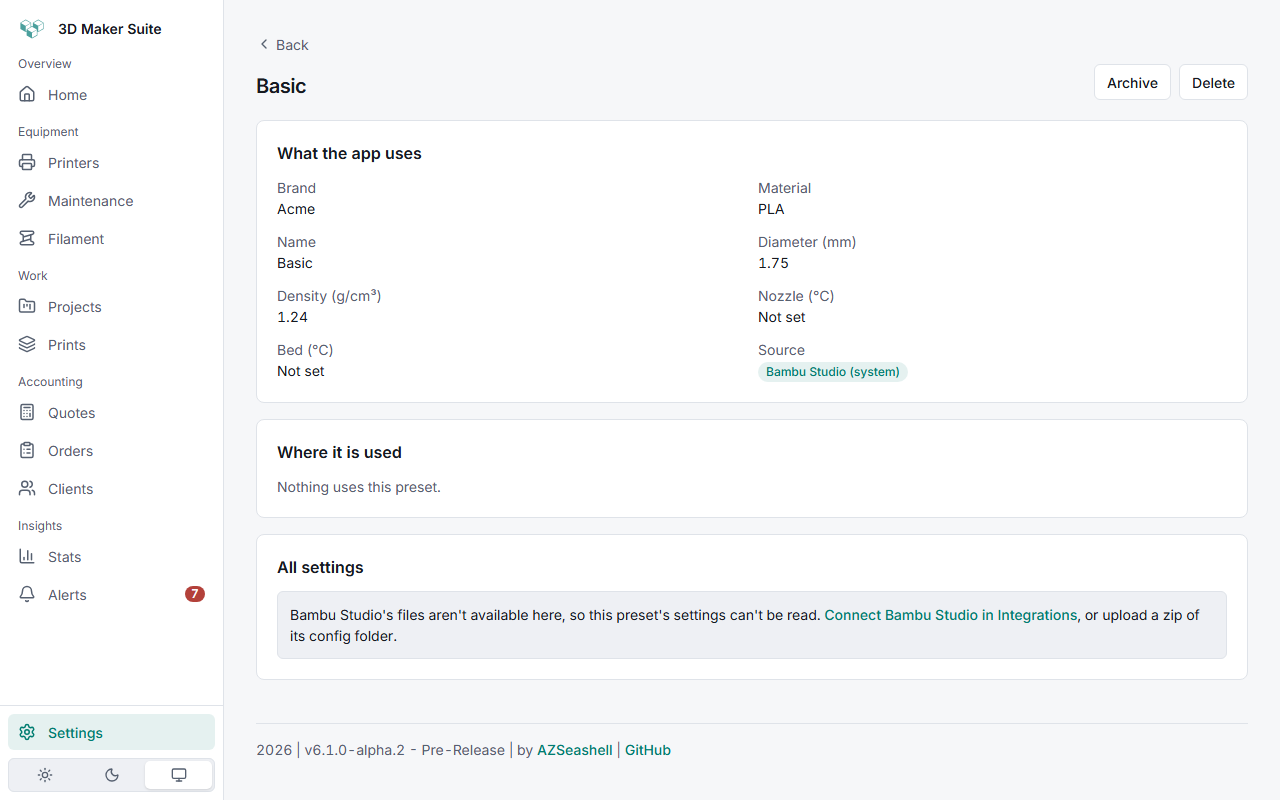 3D Maker Suite
Overview
Home
Equipment
Printers
Maintenance
Filament
Work
Projects
Prints
Accounting
Quotes
Orders
Clients
Insights
Stats
Alerts
7
Settings
Back
Basic
Archive
Delete
What the app uses
Brand
Acme
Material
PLA
Name
Basic
Diameter (mm)
1.75
Density (g/cm³)
1.24
Nozzle (°C)
Not set
Bed (°C)
Not set
Source
Bambu Studio (system)
Where it is used
Nothing uses this preset.
All settings
Bambu Studio's files aren't available here, so this preset's settings can't be read. Connect Bambu Studio in Integrations, or upload a zip of
its config folder.
2026 | v6.1.0-alpha.2 - Pre-Release | by AZSeashell | GitHub